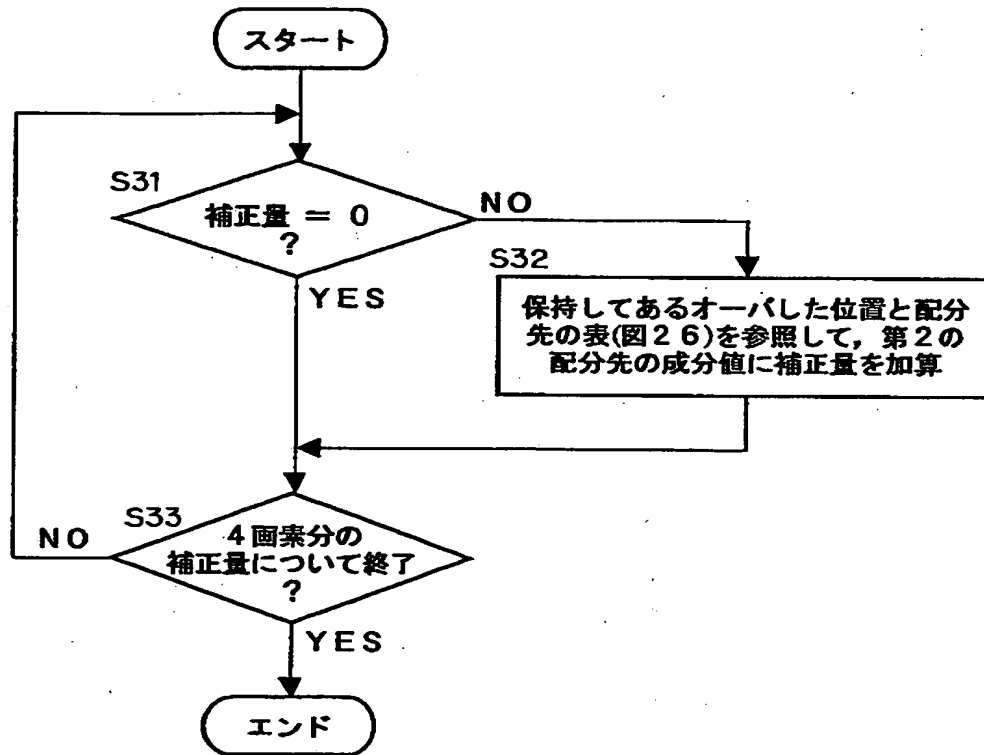 スタート
S31
補正量 = 0
?
NO
YES
S32
保持してあるオーバした位置と配分
先の表(図26)を参照して, 第2の
配分先の成分値に補正量を加算
S33
4画素分の
補正量について終了
?
NO
YES
エンド